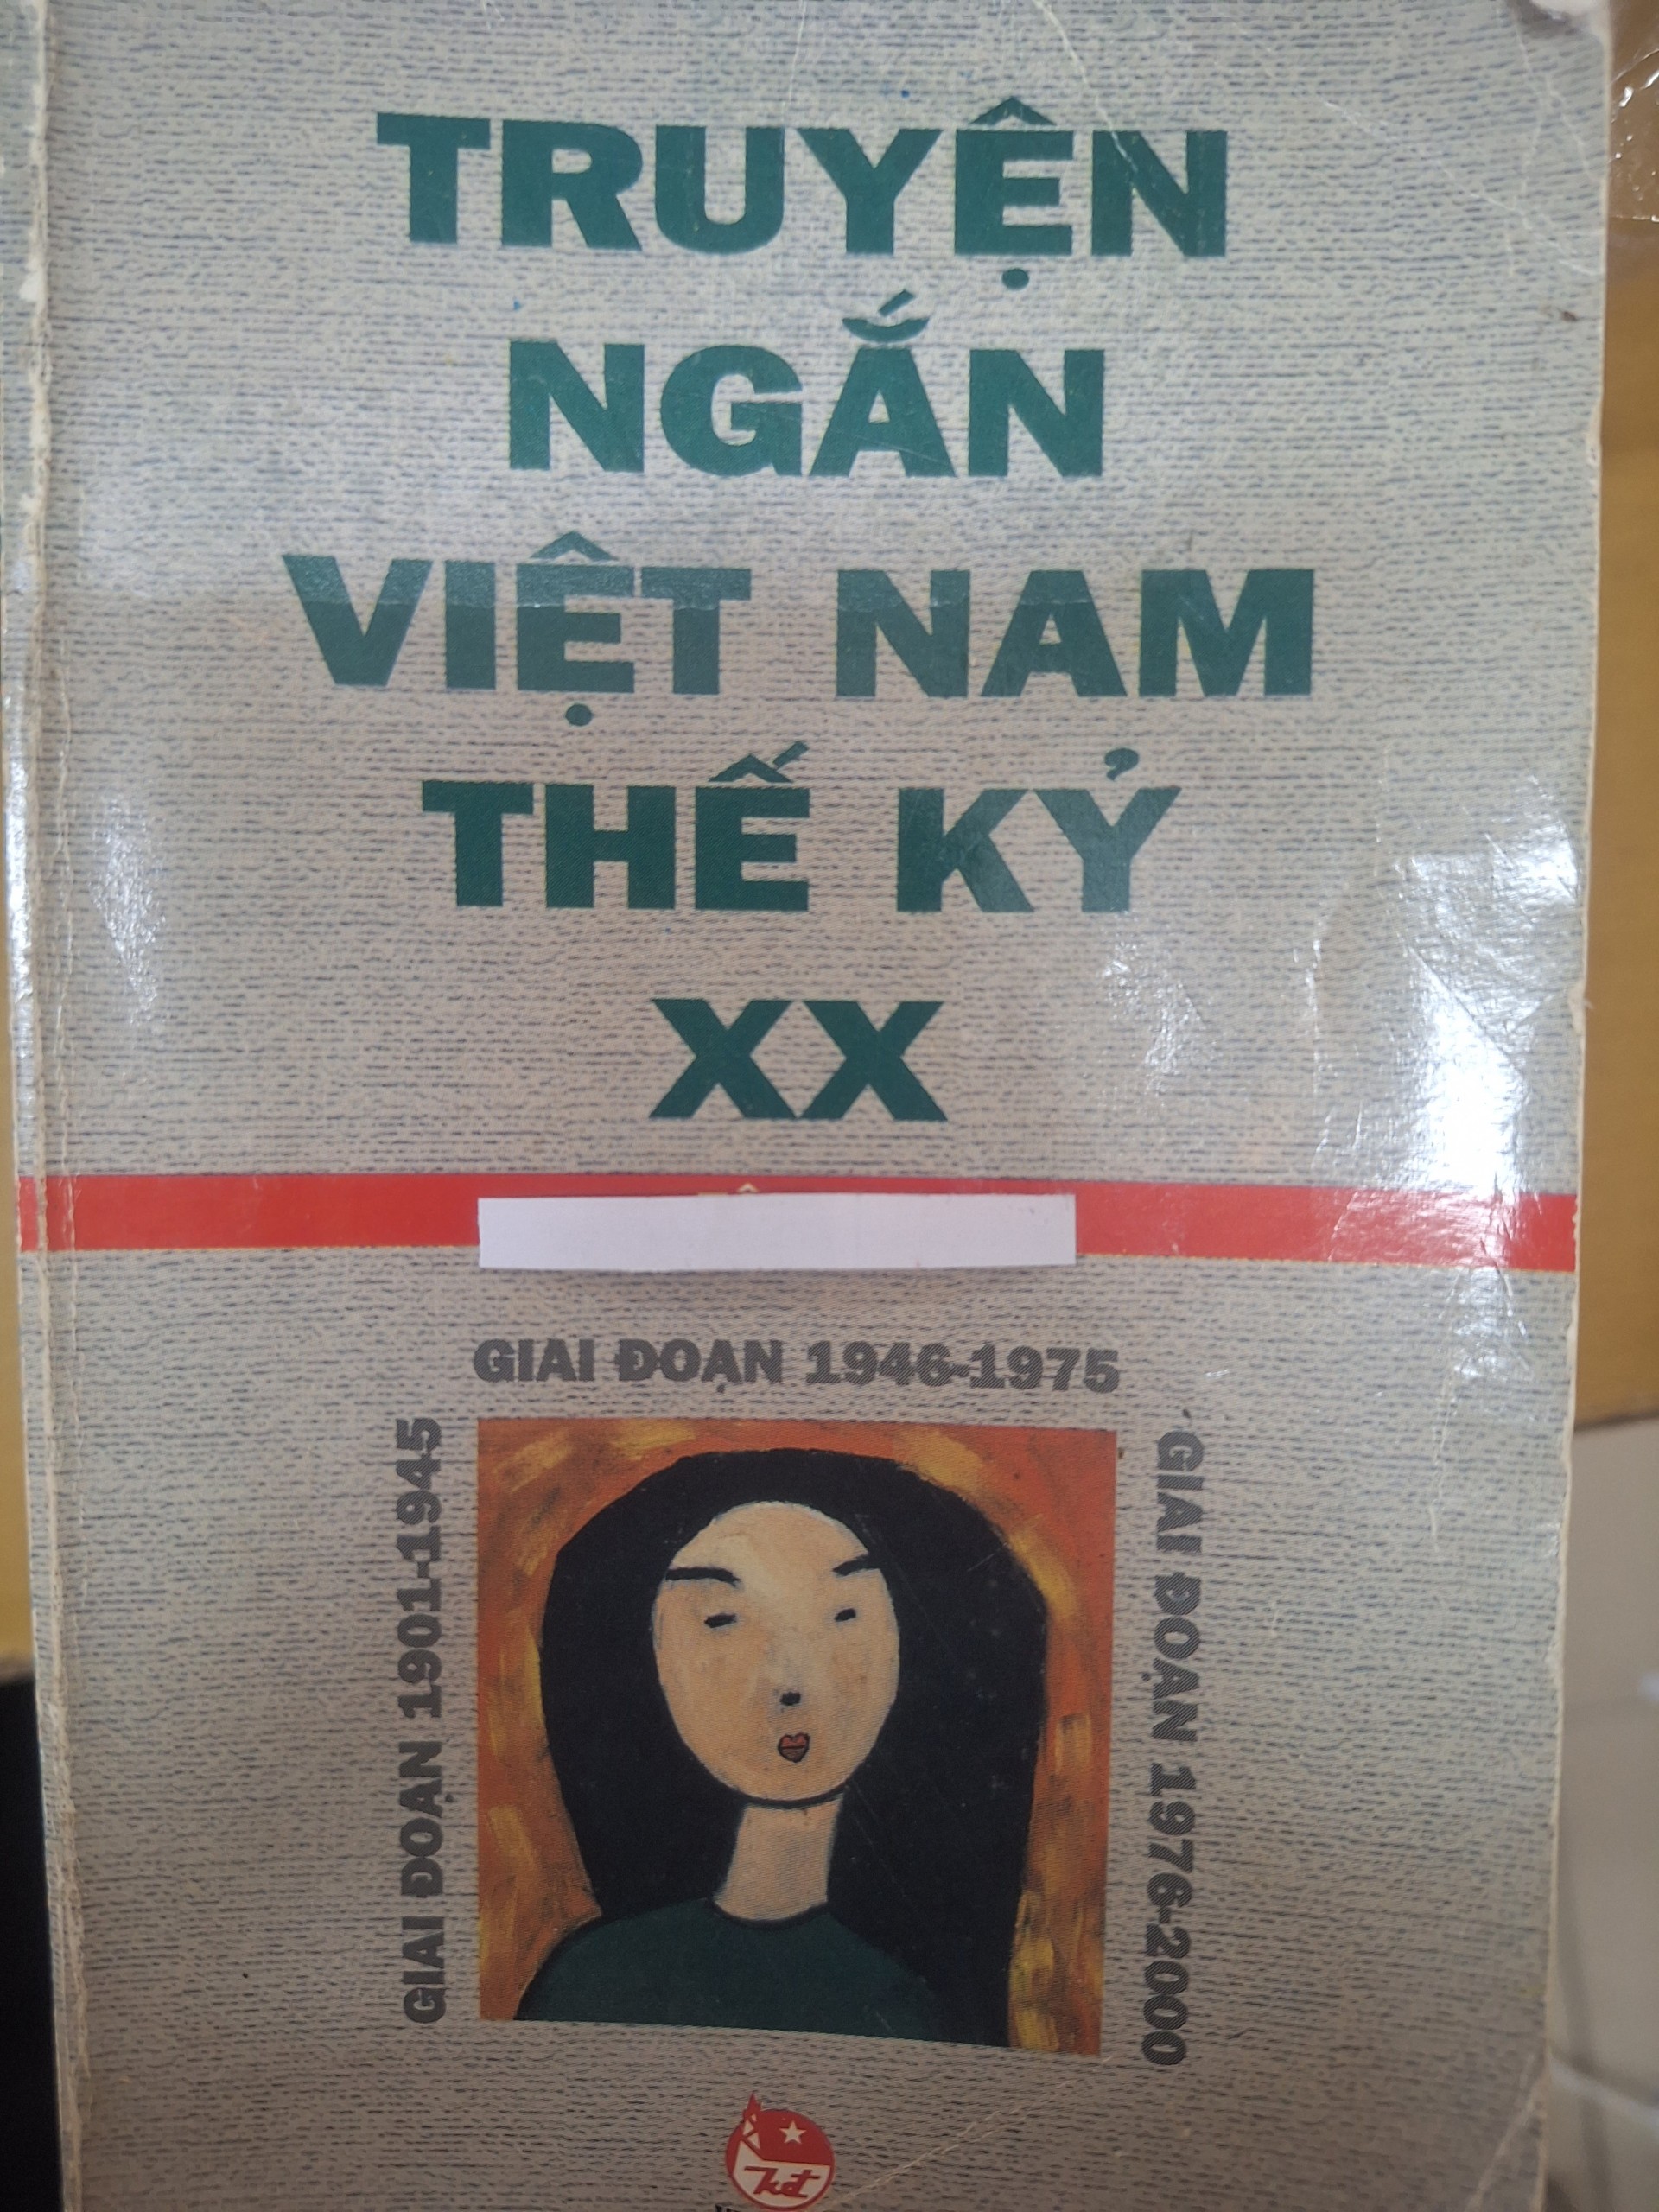 TRUYỆN
NGẮN
VIỆT NAM
THẾ KỶ
XX
GIAI ĐOẠN 1946-1975
GIAI ĐOẠN 1901-1945
GIAI ĐOẠN 1976-2000
Kđ